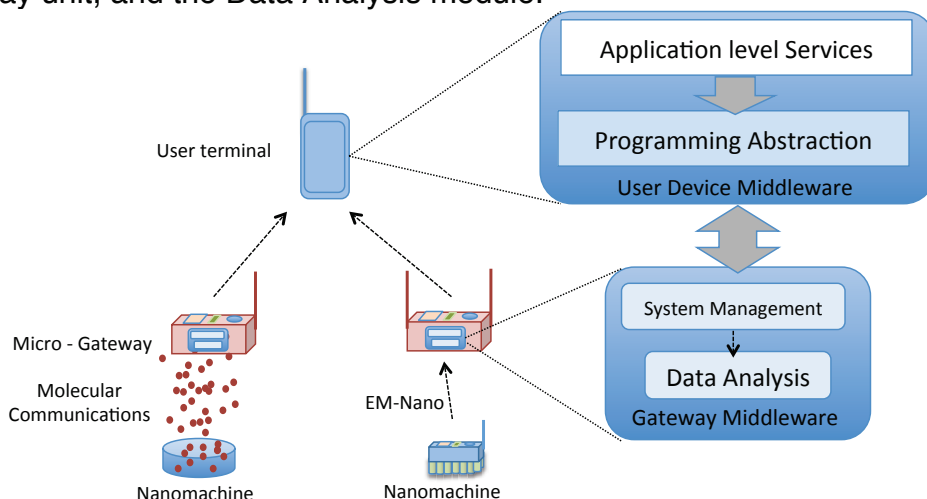 ay unit, and the Data Analysis module.
Application level Services
Programming Abstraction
User Device Middleware
User terminal
System Management
Data Analysis
Gateway Middleware
Micro - Gateway
Molecular
Communications
EM-Nano
Nanomachine
Nanomachine